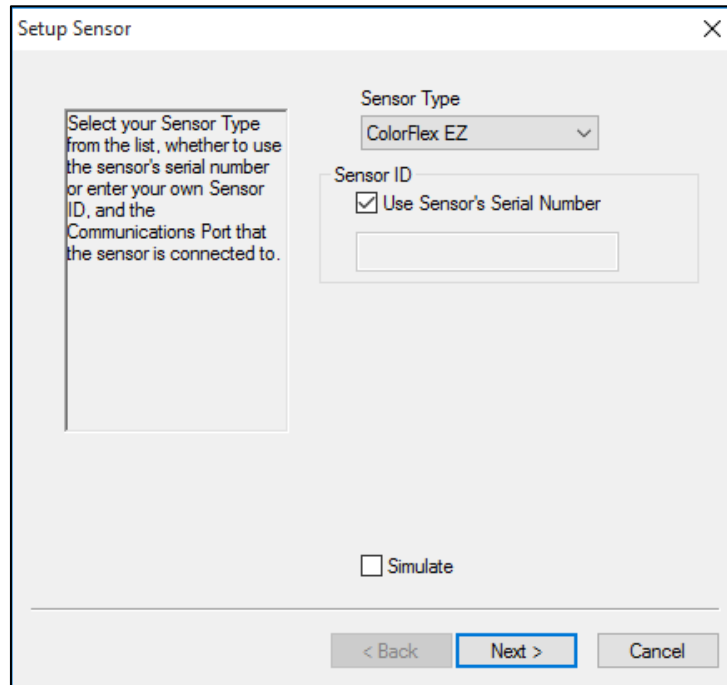 Setup Sensor
Select your Sensor Type
from the list, whether to use
the sensor's serial number
or enter your own Sensor
ID, and the
Communications Port that
the sensor is connected to.
Sensor Type
ColorFlex EZ
Sensor ID
Use Sensor's Serial Number
Simulate
< Back
Next >
Cancel